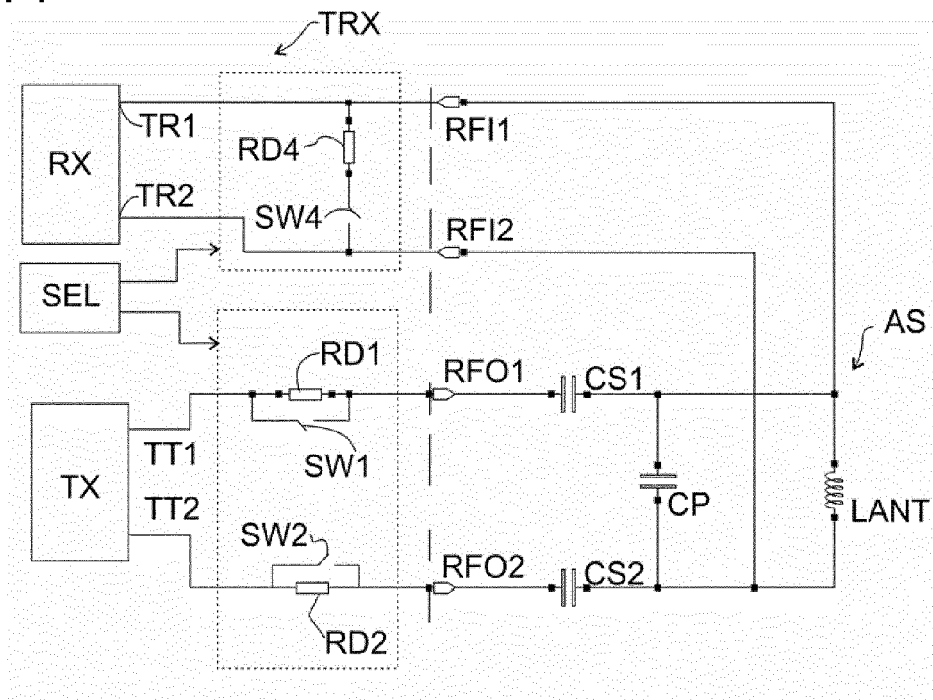 TRX
RX
TR1
RFI1
RD4
TR2
SW4
RFI2
SEL
AS
RD1
RFO1
CS1
TT1
SW1
TX
TT2
CP
LANT
SW2
RFO2
CS2
RD2